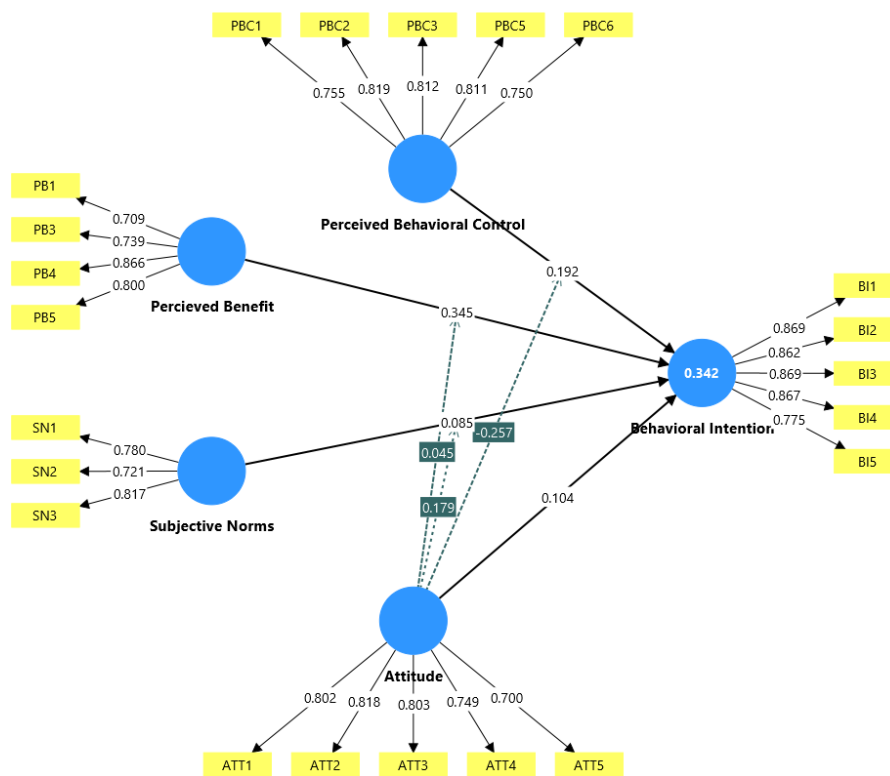 PBC1 PBC2 PBC3 PBC5 PBC6
0.755 0.819 0.812 0.811 0.750
Perceived Behavioral Control
PB1
PB3
PB4
PB5
0.709
0.739
0.866
0.800
Percieved Benefit
0.192
0.345
BI1
BI2
BI3
BI4
BI5
0.869
0.862
0.869
0.867
0.775
0.342
Behavioral Intention
SN1
SN2
SN3
0.780
0.721
0.817
Subjective Norms
0.085
-0.257
0.045
0.179
0.104
Attitude
0.802 0.818 0.803 0.749 0.700
ATT1 ATT2 ATT3 ATT4 ATT5